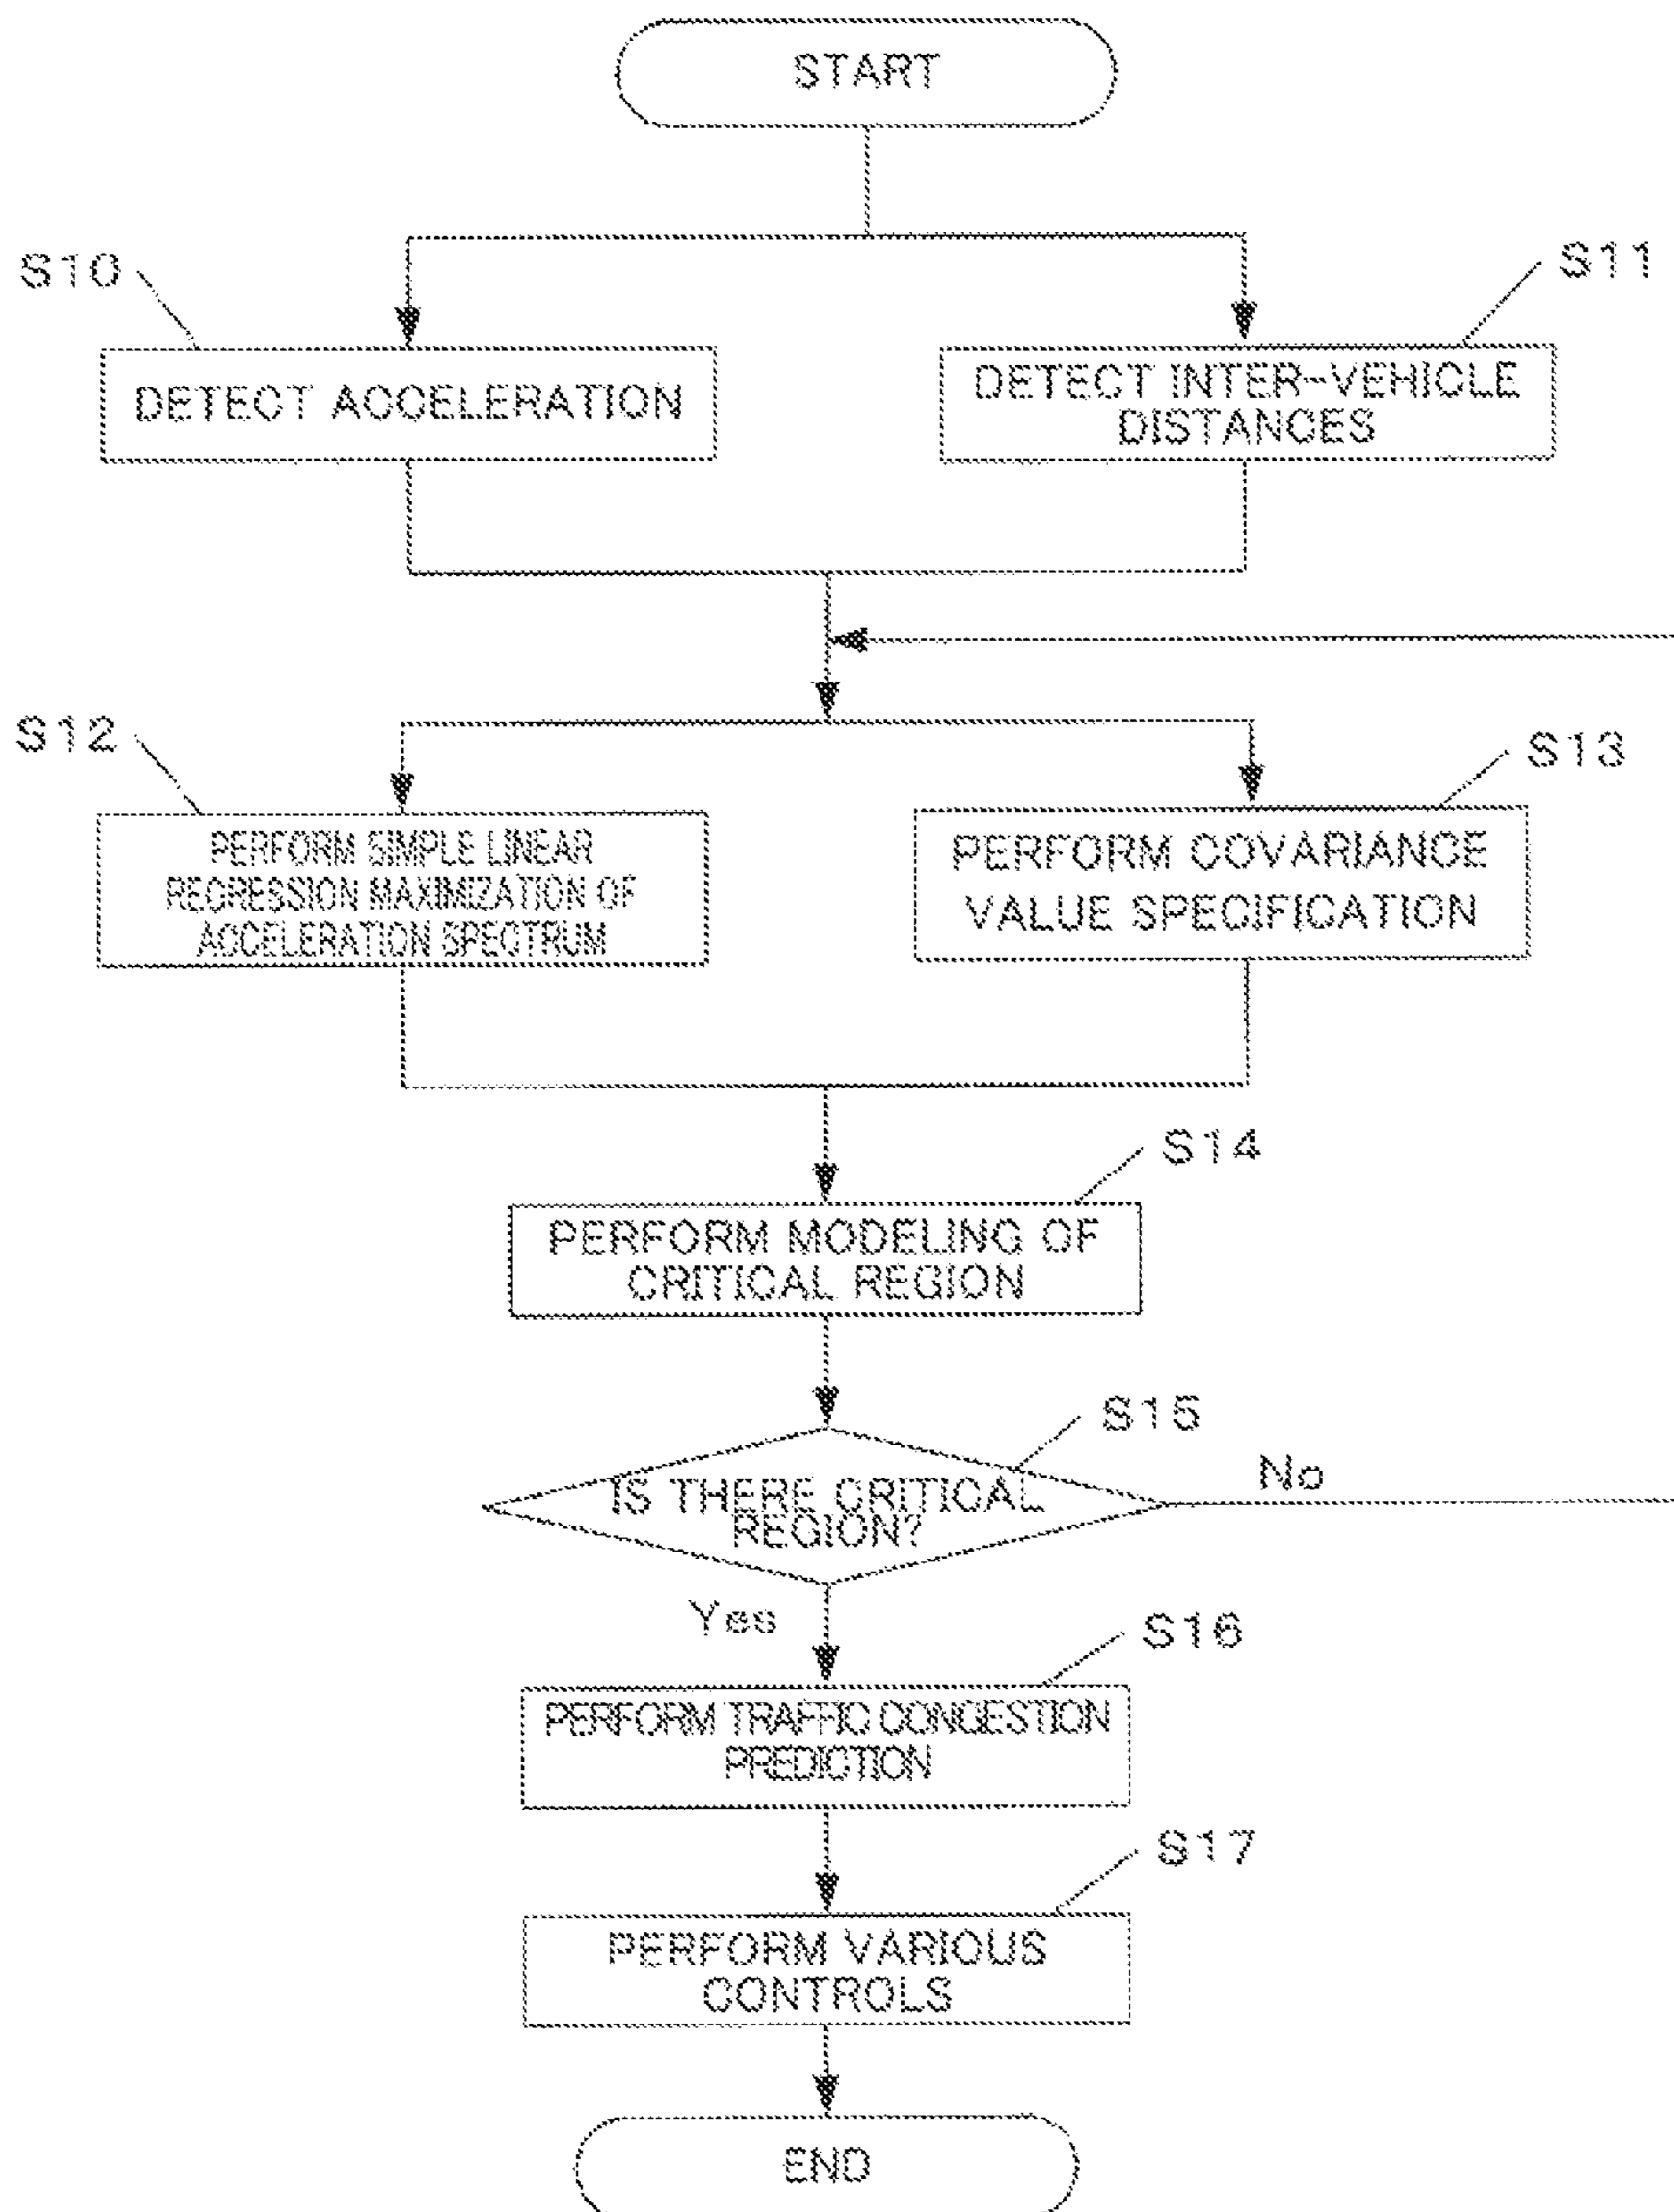 START
S10
S11
DETECT ACCELERATION
DETECT INTER-VEHICLE
DISTANCES
S12
S13
PERFORM SIMPLE LINEAR
REGRESSION MAXIMIZATION OF
ACCELERATION SPECTRUM
PERFORM COVARIANCE
VALUE SPECIFICATION
S14
PERFORM MODELING OF
CRITICAL REGION
S15
IS THERE CRITICAL
REGION?
No
Yes
S16
PERFORM TRAFFIC CONGESTION
PREDICTION
S17
PERFORM VARIOUS
CONTROLS
END